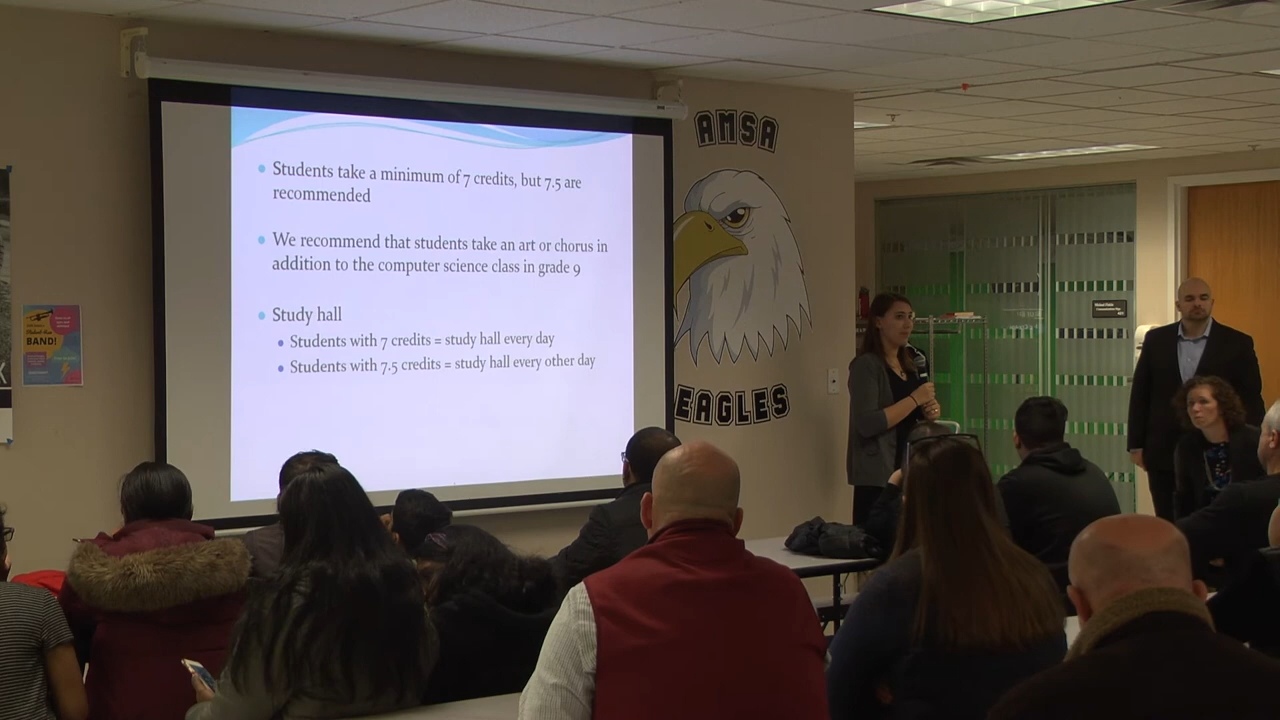 Students take a minimum of 7 credits, but 7.5 are
recommended
We recommend that students take an art or chorus in
addition to the computer science class in grade 9
Study hall
Students with 7 credits = study hall every day
Students with 7.5 credits = study hall every other day
AMSA
EAGLES
BAND!